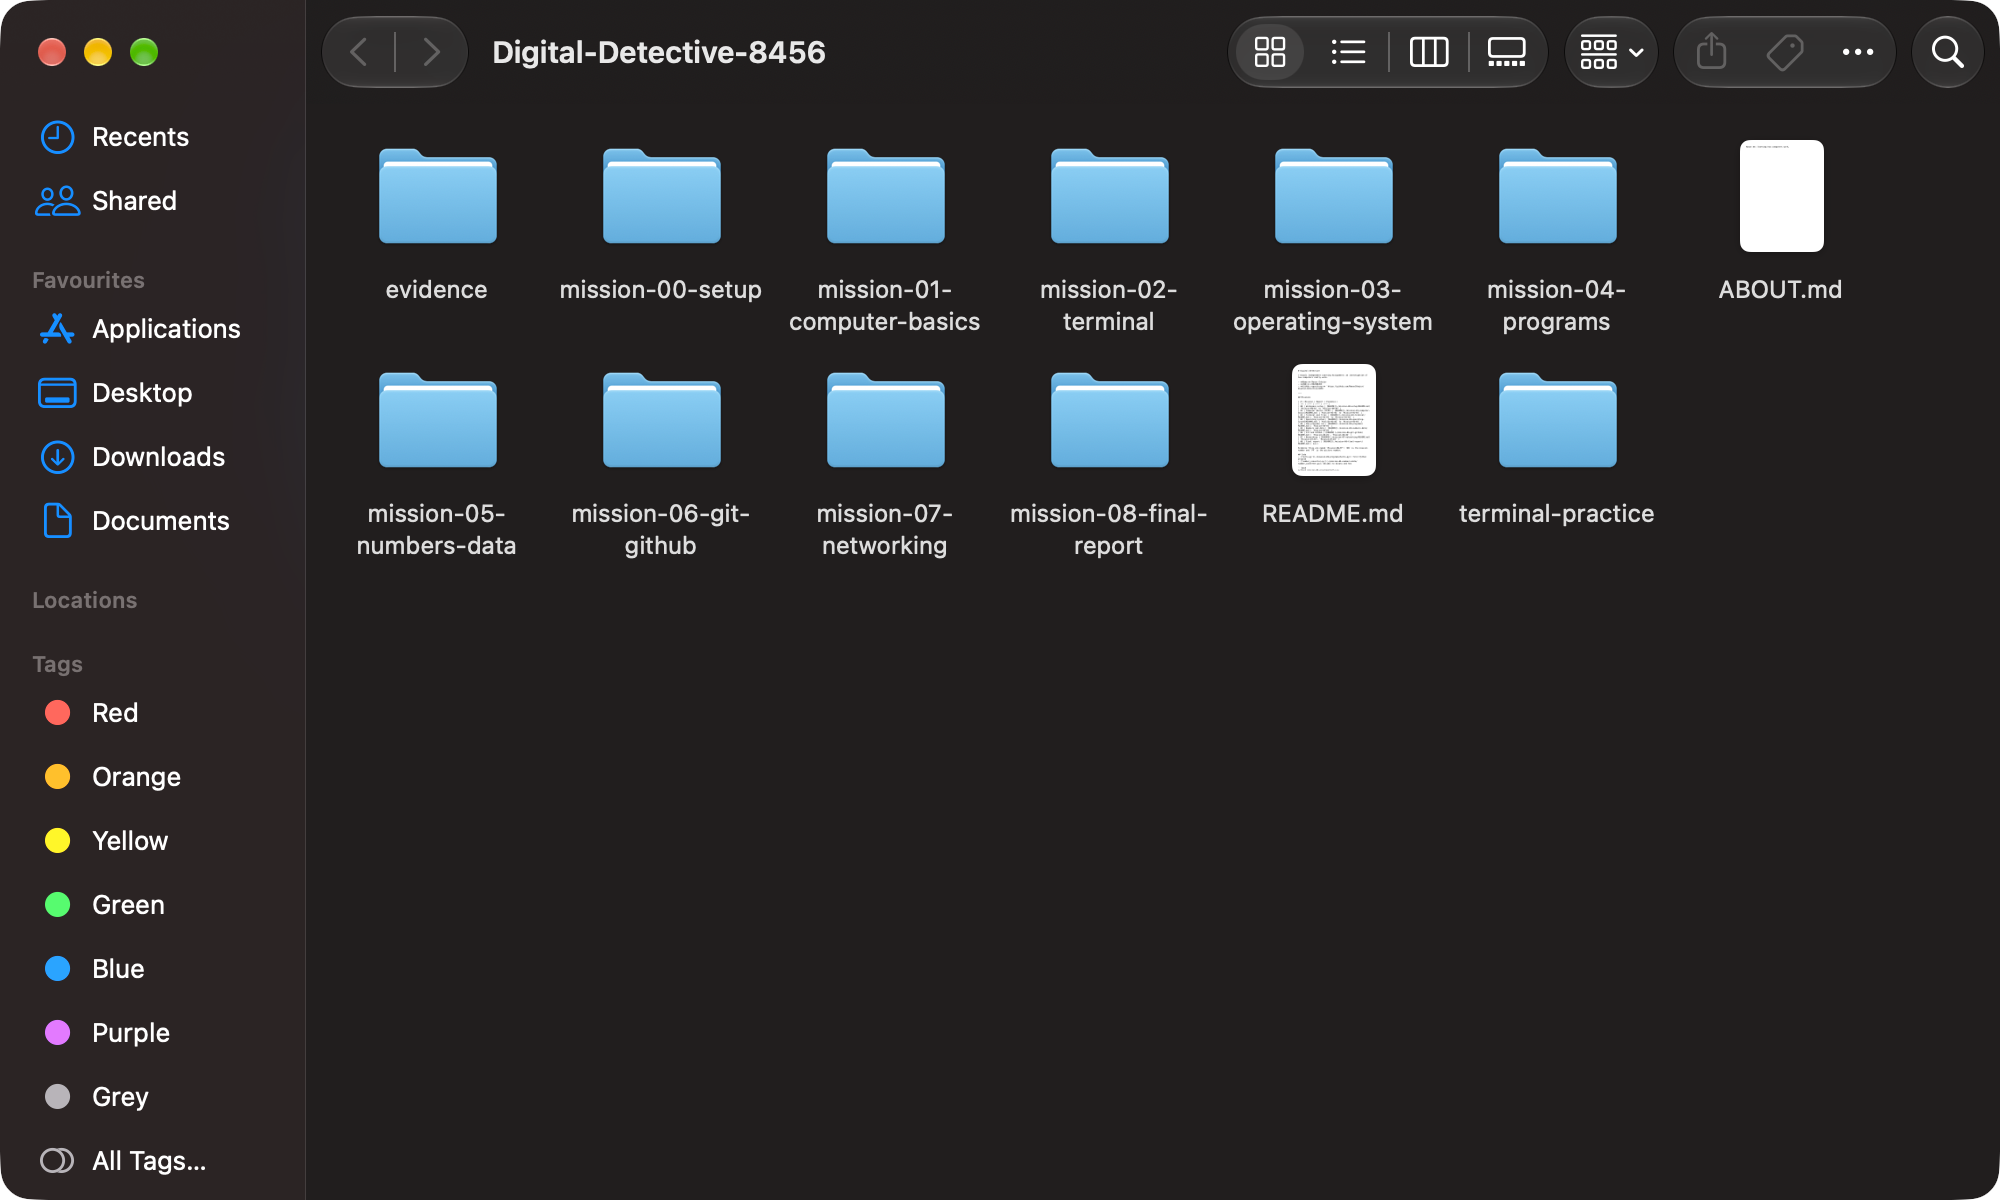 Digital-Detective-8456
Recents
Shared
Favourites
Applications
Desktop
Downloads
Documents
Locations
Tags
Red
Orange
Yellow
Green
Blue
Purple
Grey
All Tags...
evidence
mission-00-setup
mission-01-
computer-basics
mission-02-
terminal
mission-03-
operating-system
mission-04-
programs
ABOUT.md
mission-05-
numbers-data
mission-06-git-
github
mission-07-
networking
mission-08-final-
report
README.md
terminal-practice